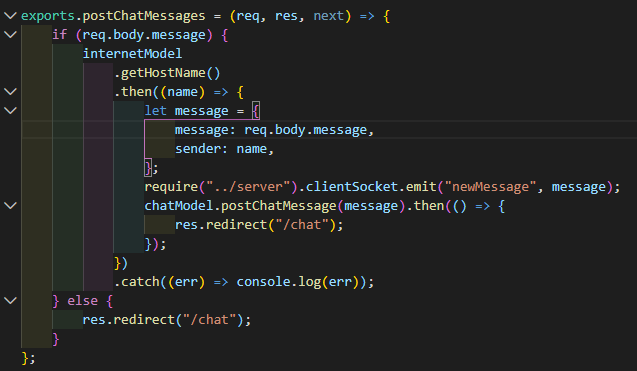 exports.postChatMessages = (req, res, next) => {
    if (req.body.message) {
        internetModel
            .getHostName()
            .then((name) => {
                let message = {
                    message: req.body.message,
                    sender: name,
                };
                require("../server").clientSocket.emit("newMessage", message);
                chatModel.postChatMessage(message).then(() => {
                    res.redirect("/chat");
                });
            })
            .catch((err) => console.log(err));
    } else {
        res.redirect("/chat");
    }
};